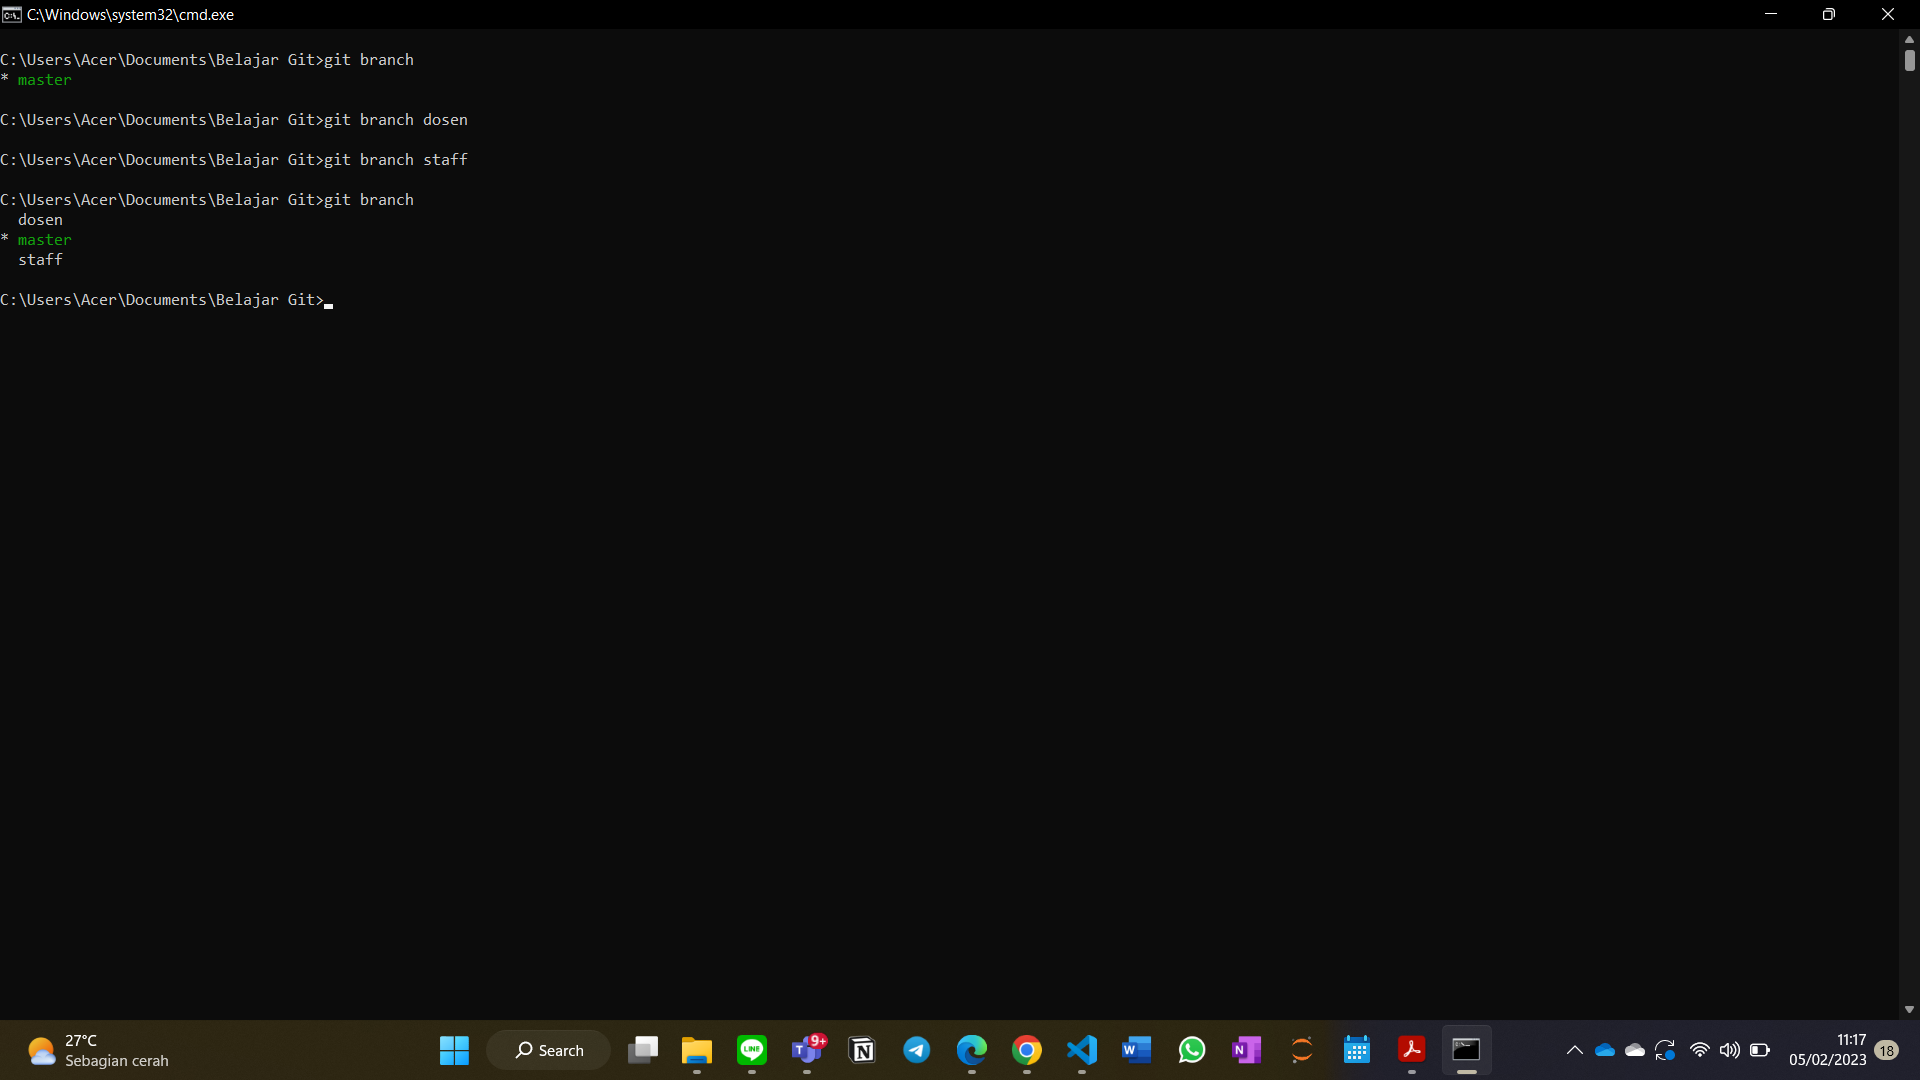 C:\Windows\system32\cmd.exe
C:\Users\Acer\Documents\Belajar Git>git branch
* master
C:\Users\Acer\Documents\Belajar Git>git branch dosen
C:\Users\Acer\Documents\Belajar Git>git branch staff
C:\Users\Acer\Documents\Belajar Git>git branch
  dosen
* master
  staff
C:\Users\Acer\Documents\Belajar Git>
27°C
Sebagian cerah
Search
LINE
9+
11:17
05/02/2023
18